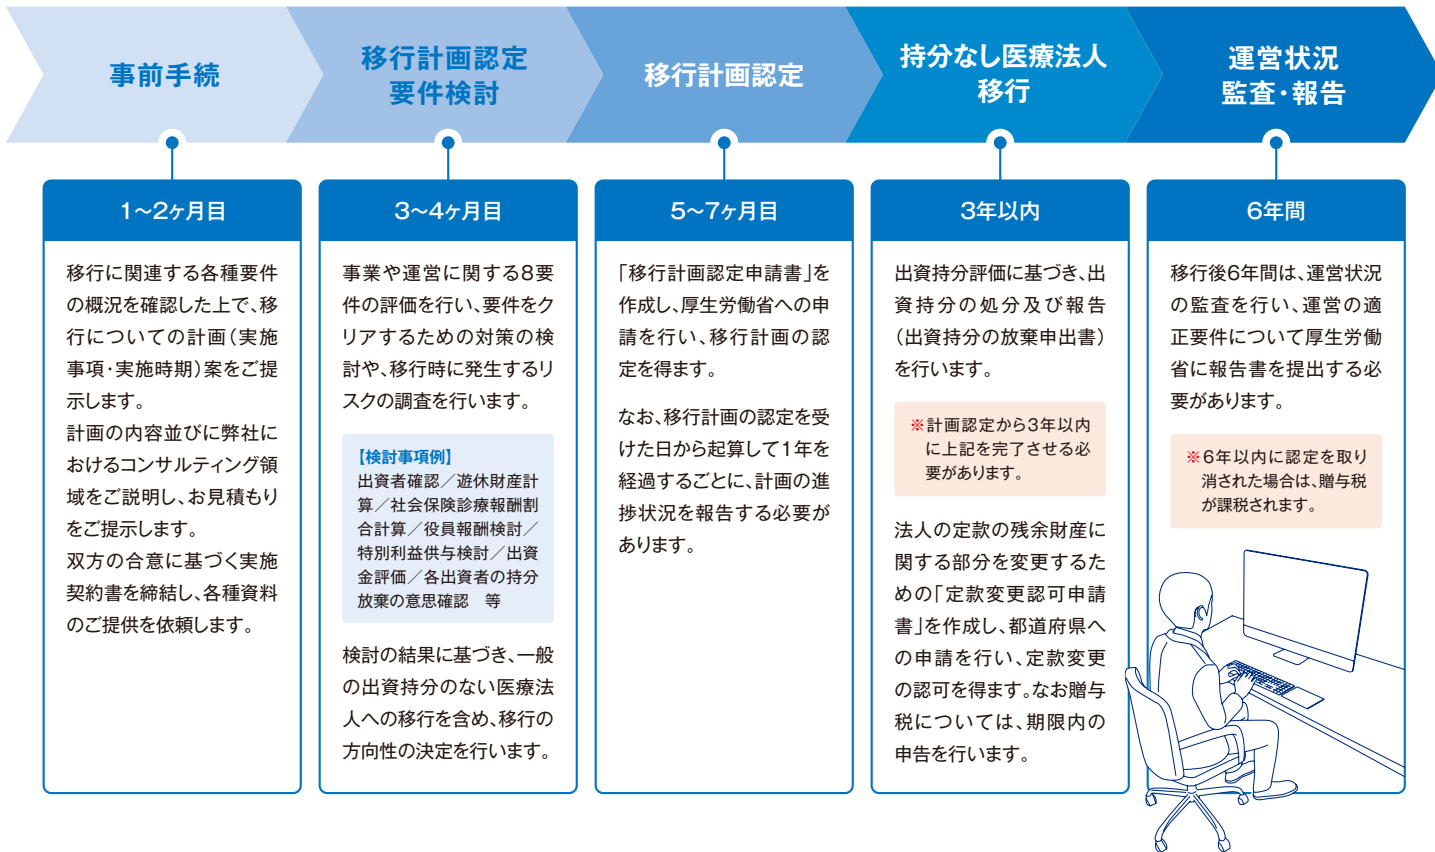 事前手続
移行計画認定
要件検討
移行計画認定
持分なし医療法人
移行
運営状況
監査・報告
1〜2ヶ月目
移行に関連する各種要件
の概況を確認した上で、移
行についての計画(実施
事項・実施時期)案をご提
示します。
計画の内容並びに弊社に
おけるコンサルティング領
域をご説明し、お見積もり
をご提示します。
双方の合意に基づく実施
契約書を締結し、各種資料
のご提供を依頼します。
3〜4ヶ月目
事業や運営に関する8要
件の評価を行い、要件をク
リアするための対策の検
討や、移行時に発生するリ
スクの調査を行います。
【検討事項例】
出資者確認/遊休財産計
算/社会保険診療報酬割
合計算/役員報酬検討/
特別利益供与検討/出資
金評価/各出資者の持分
放棄の意思確認 等
検討の結果に基づき、一般
の出資持分のない医療法
人への移行を含め、移行の
方向性の決定を行います。
5〜7ヶ月目
「移行計画認定申請書」を
作成し、厚生労働省への申
請を行い、移行計画の認
定を得ます。
なお、移行計画の認定を受
けた日から起算して1年を
経過するごとに、計画の進
捗状況を報告する必要が
あります。
3年以内
出資持分評価に基づき、出
資持分の処分及び報告
(出資持分の放棄申出書)
を行います。
※計画認定から3年以内
に上記を完了させる必
要があります。
法人の定款の残余財産に
関する部分を変更するた
めの「定款変更認可申請
書」を作成し、都道府県へ
の申請を行い、定款変更
の認可を得ます。なお贈与
税については、期限内の
申告を行います。
6年間
移行後6年間は、運営状況
の監査を行い、運営の適
正要件について厚生労働
省に報告書を提出する必
要があります。
※6年以内に認定を取り
消された場合は、贈与税
が課税されます。